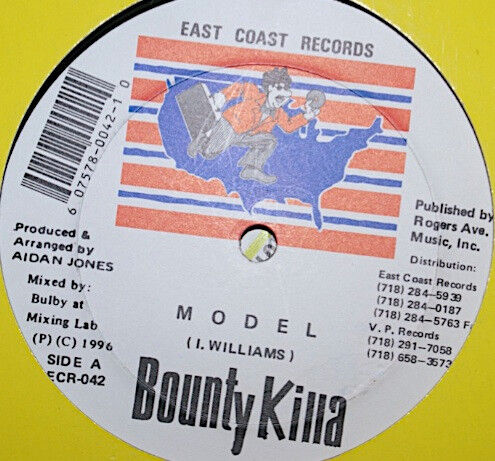 EAST COAST RECORDS
6 07578-0042-1 0
Produced &
Arranged by
AIDAN JONES
Mixed by:
Bulby at
Mixing Lab
(P) (C) 1996
SIDE A
ECR-042
Published by
Rogers Ave.
Music, Inc.
Distribution:
East Coast Records
(718) 284-5939
(718) 284-0187
(718) 284-5763 F
V. P. Records
(718) 291-7058
(718) 658-3573
MODEL
(I. WILLIAMS)
Bounty Killa